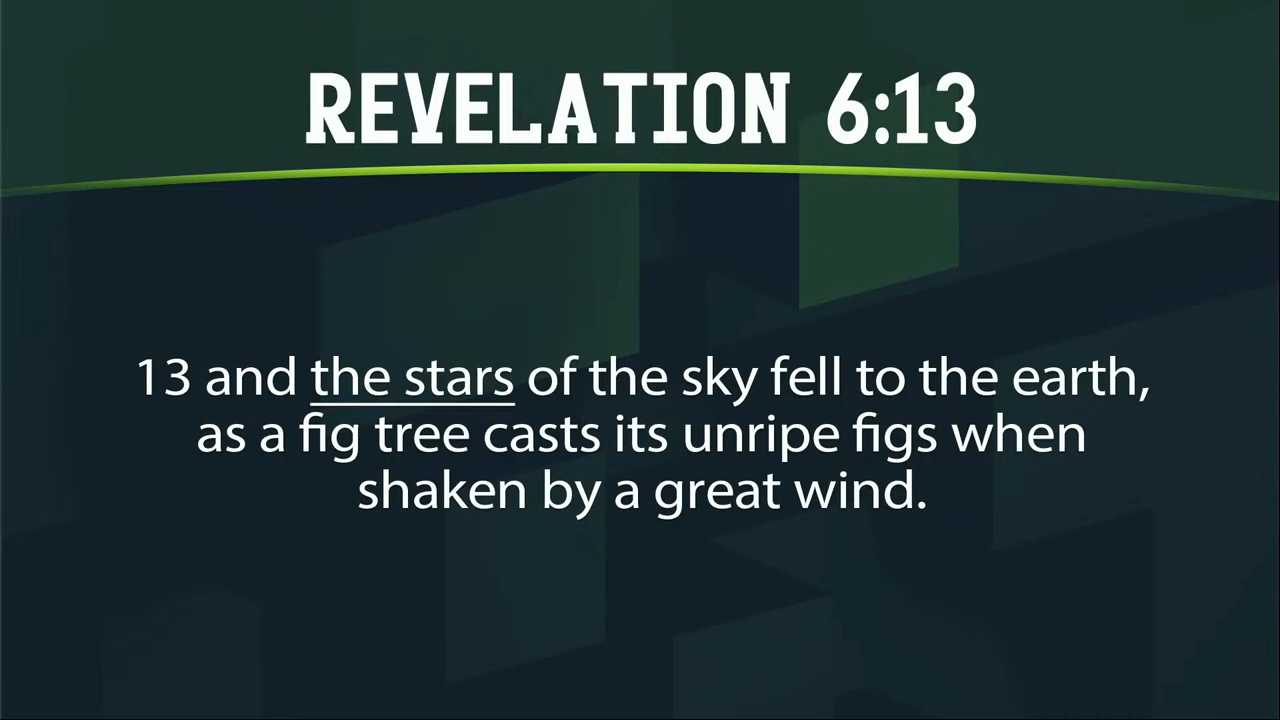 REVELATION 6:13
13 and the stars of the sky fell to the earth,
as a fig tree casts its unripe figs when
shaken by a great wind.